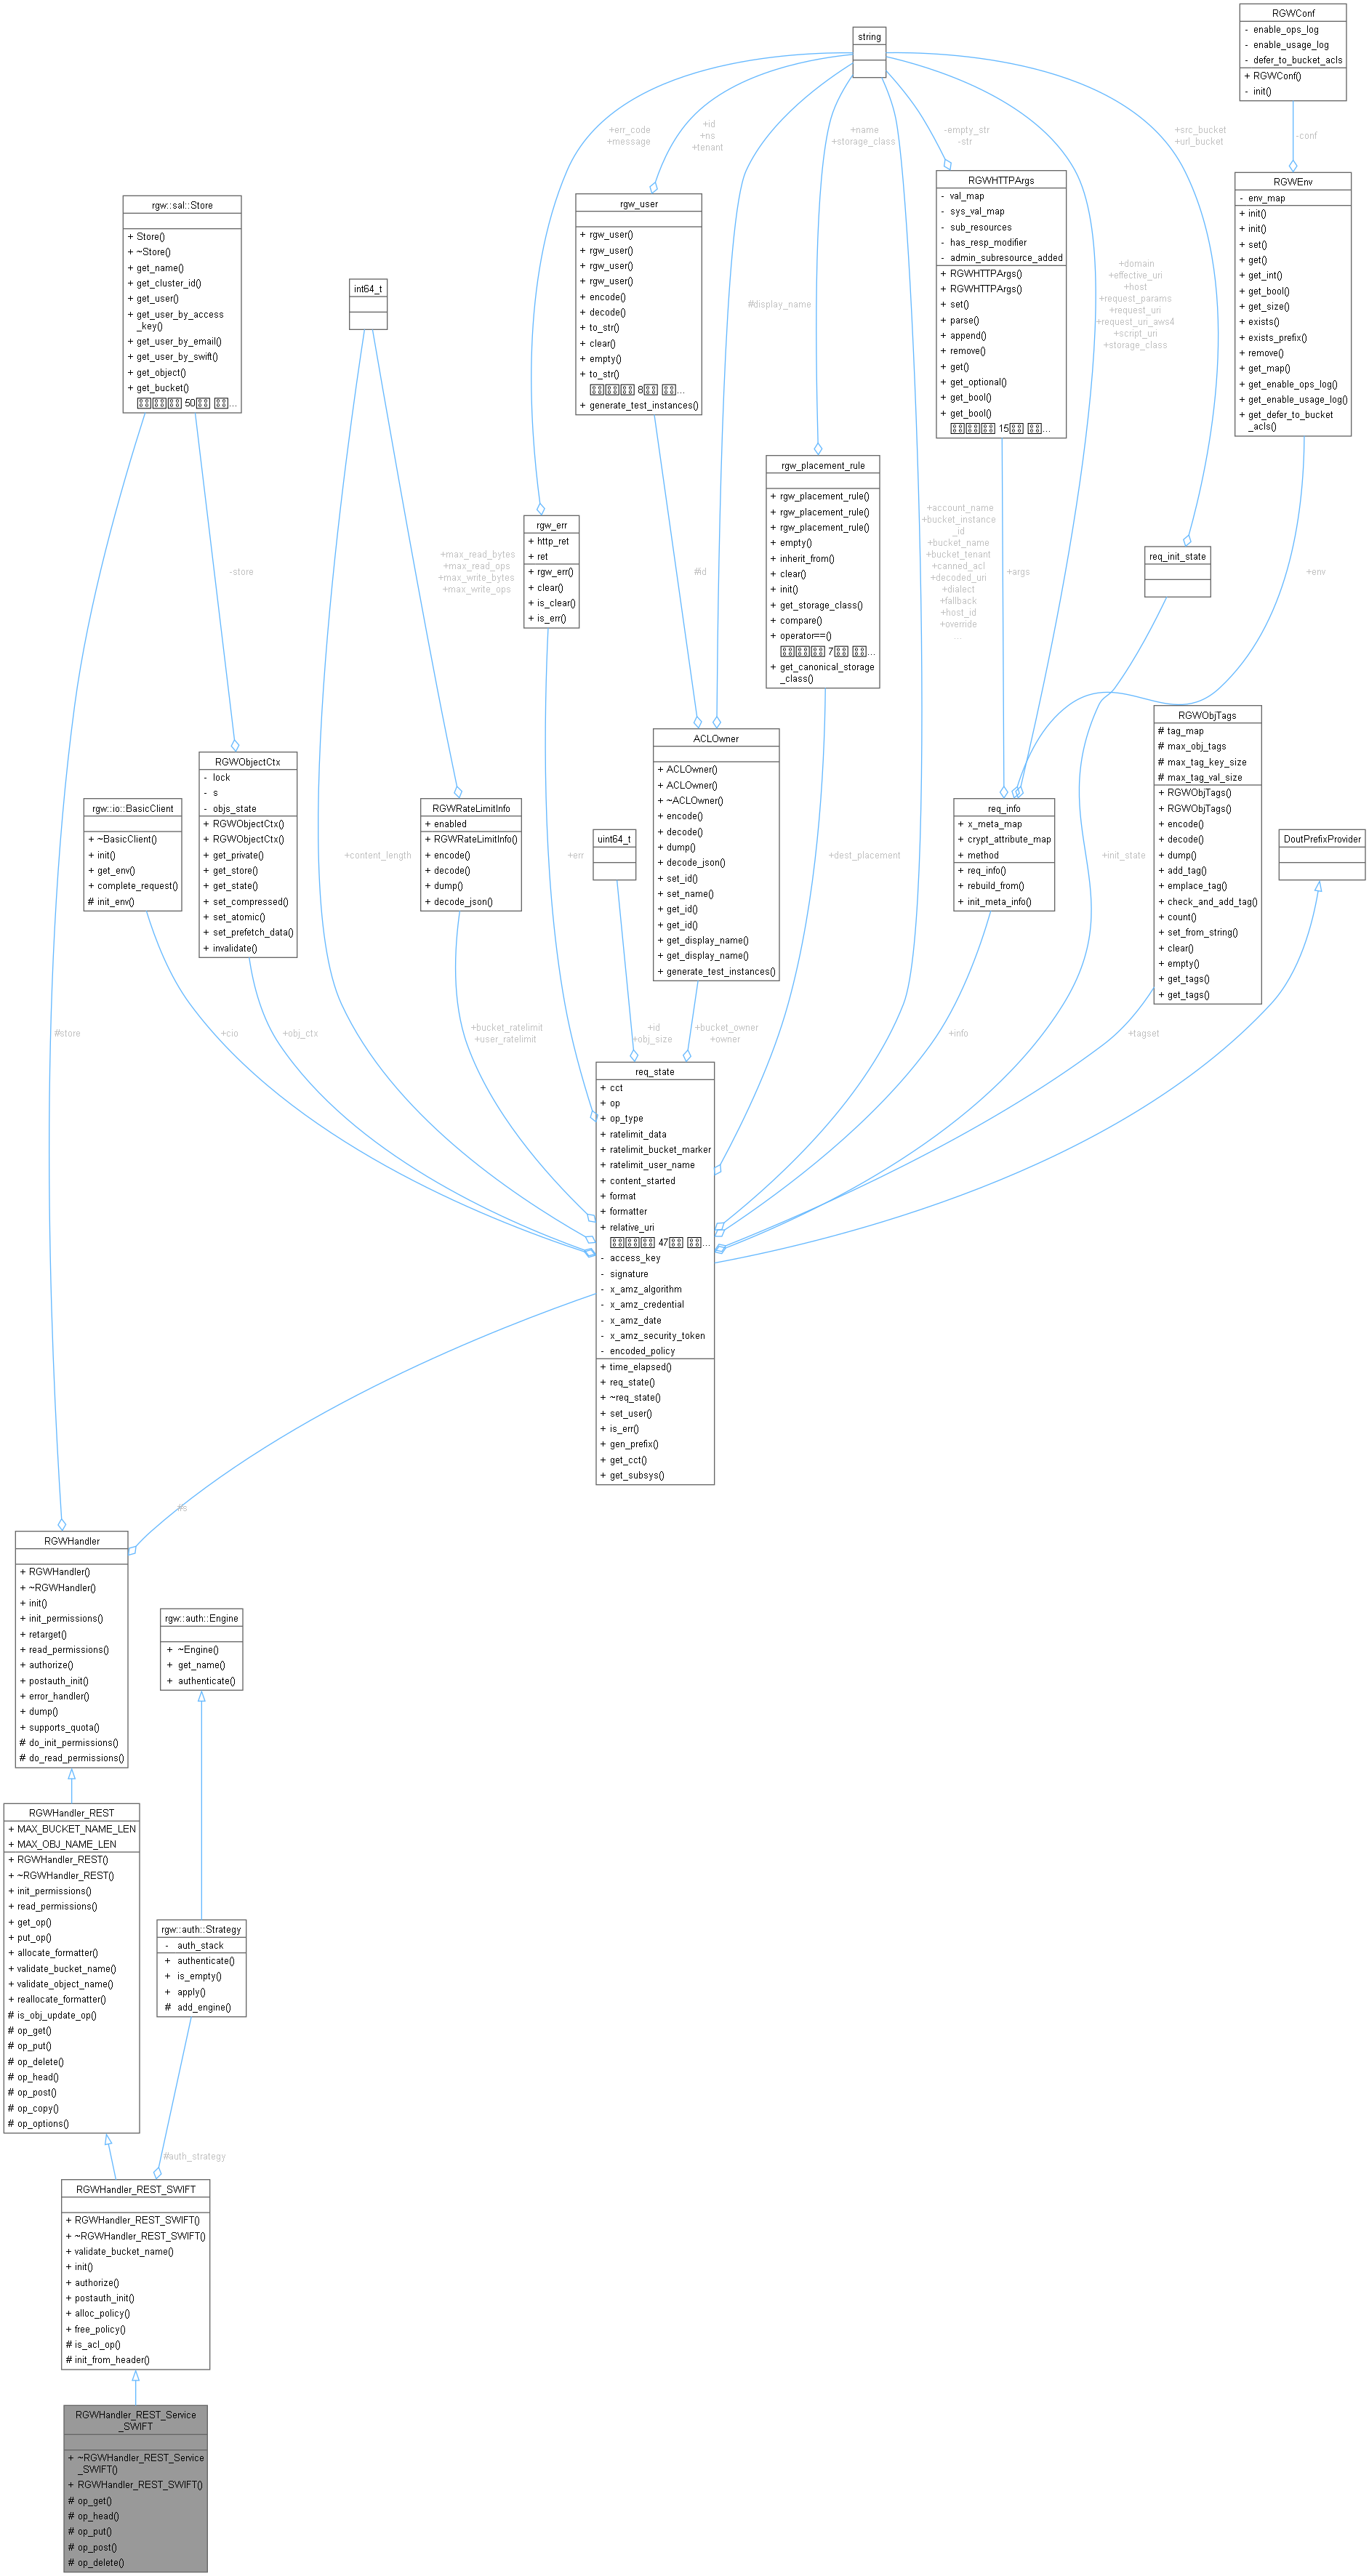 RGWConf
- enable_ops_log
- enable_usage_log
- defer_to_bucket_acls
+ RGWConf()
- init()
string
+err_code
+message
+id
+ns
+tenant
+name
+storage_class
-empty_str
-str
+src_bucket
+url_bucket
-conf
rgw::sal::Store
+ Store()
+ ~Store()
+ get_name()
+ get_cluster_id()
+ get_user()
+ get_user_by_access
_key()
+ get_user_by_email()
+ get_user_by_swift()
+ get_object()
+ get_bucket()
50
...
int64_t
rgw_user
+ rgw_user()
+ rgw_user()
+ rgw_user()
+ rgw_user()
+ encode()
+ decode()
+ to_str()
+ clear()
+ empty()
+ to_str()
8
...
+ generate_test_instances()
#display_name
RGWHTTPArgs
- val_map
- sys_val_map
- sub_resources
- has_resp_modifier
- admin_subresource_added
+ RGWHTTPArgs()
+ RGWHTTPArgs()
+ set()
+ parse()
+ append()
+ remove()
+ get()
+ get_optional()
+ get_bool()
+ get_bool()
15
...
+domain
+effective_uri
+host
+request_params
+request_uri
+request_uri_aws4
+script_uri
+storage_class
RGWEnv
- env_map
+ init()
+ init()
+ set()
+ get()
+ get_int()
+ get_bool()
+ get_size()
+ exists()
+ exists_prefix()
+ remove()
+ get_map()
+ get_enable_ops_log()
+ get_enable_usage_log()
+ get_defer_to_bucket
_acls()
-store
+max_read_bytes
+max_read_ops
+max_write_bytes
+max_write_ops
rgw_err
+ http_ret
+ ret
+ rgw_err()
+ clear()
+ is_clear()
+ is_err()
#id
rgw_placement_rule
+ rgw_placement_rule()
+ rgw_placement_rule()
+ rgw_placement_rule()
+ empty()
+ inherit_from()
+ clear()
+ init()
+ get_storage_class()
+ compare()
+ operator==()
7
...
+ get_canonical_storage
_class()
+account_name
+bucket_instance
_id
+bucket_name
+bucket_tenant
+canned_acl
+decoded_uri
+dialect
+fallback
+host_id
+override
...
+args
req_init_state
+env
rgw::io::BasicClient
+ ~BasicClient()
+ init()
+ get_env()
+ complete_request()
# init_env()
RGWObjectCtx
- lock
- s
- objs_state
+ RGWObjectCtx()
+ RGWObjectCtx()
+ get_private()
+ get_store()
+ get_state()
+ set_compressed()
+ set_atomic()
+ set_prefetch_data()
+ invalidate()
+content_length
RGWRateLimitInfo
+ enabled
+ RGWRateLimitInfo()
+ encode()
+ decode()
+ dump()
+ decode_json()
+err
uint64_t
ACLOwner
+ ACLOwner()
+ ACLOwner()
+ ~ACLOwner()
+ encode()
+ decode()
+ dump()
+ decode_json()
+ set_id()
+ set_name()
+ get_id()
+ get_id()
+ get_display_name()
+ get_display_name()
+ generate_test_instances()
+dest_placement
req_info
+ x_meta_map
+ crypt_attribute_map
+ method
+ req_info()
+ rebuild_from()
+ init_meta_info()
+init_state
RGWObjTags
# tag_map
# max_obj_tags
# max_tag_key_size
# max_tag_val_size
+ RGWObjTags()
+ RGWObjTags()
+ encode()
+ decode()
+ dump()
+ add_tag()
+ emplace_tag()
+ check_and_add_tag()
+ count()
+ set_from_string()
+ clear()
+ empty()
+ get_tags()
+ get_tags()
DoutPrefixProvider
#store
+cio
+obj_ctx
+bucket_ratelimit
+user_ratelimit
+id
+obj_size
+bucket_owner
+owner
+info
+tagset
req_state
+ cct
+ op
+ op_type
+ ratelimit_data
+ ratelimit_bucket_marker
+ ratelimit_user_name
+ content_started
+ format
+ formatter
+ relative_uri
47
...
- access_key
- signature
- x_amz_algorithm
- x_amz_credential
- x_amz_date
- x_amz_security_token
- encoded_policy
+ time_elapsed()
+ req_state()
+ ~req_state()
+ set_user()
+ is_err()
+ gen_prefix()
+ get_cct()
+ get_subsys()
#s
RGWHandler
+ RGWHandler()
+ ~RGWHandler()
+ init()
+ init_permissions()
+ retarget()
+ read_permissions()
+ authorize()
+ postauth_init()
+ error_handler()
+ dump()
+ supports_quota()
# do_init_permissions()
# do_read_permissions()
rgw::auth::Engine
+ ~Engine()
+ get_name()
+ authenticate()
RGWHandler_REST
+ MAX_BUCKET_NAME_LEN
+ MAX_OBJ_NAME_LEN
+ RGWHandler_REST()
+ ~RGWHandler_REST()
+ init_permissions()
+ read_permissions()
+ get_op()
+ put_op()
+ allocate_formatter()
+ validate_bucket_name()
+ validate_object_name()
+ reallocate_formatter()
# is_obj_update_op()
# op_get()
# op_put()
# op_delete()
# op_head()
# op_post()
# op_copy()
# op_options()
rgw::auth::Strategy
- auth_stack
+ authenticate()
+ is_empty()
+ apply()
# add_engine()
#auth_strategy
RGWHandler_REST_SWIFT
+ RGWHandler_REST_SWIFT()
+ ~RGWHandler_REST_SWIFT()
+ validate_bucket_name()
+ init()
+ authorize()
+ postauth_init()
+ alloc_policy()
+ free_policy()
# is_acl_op()
# init_from_header()
RGWHandler_REST_Service
_SWIFT
+ ~RGWHandler_REST_Service
_SWIFT()
+ RGWHandler_REST_SWIFT()
# op_get()
# op_head()
# op_put()
# op_post()
# op_delete()